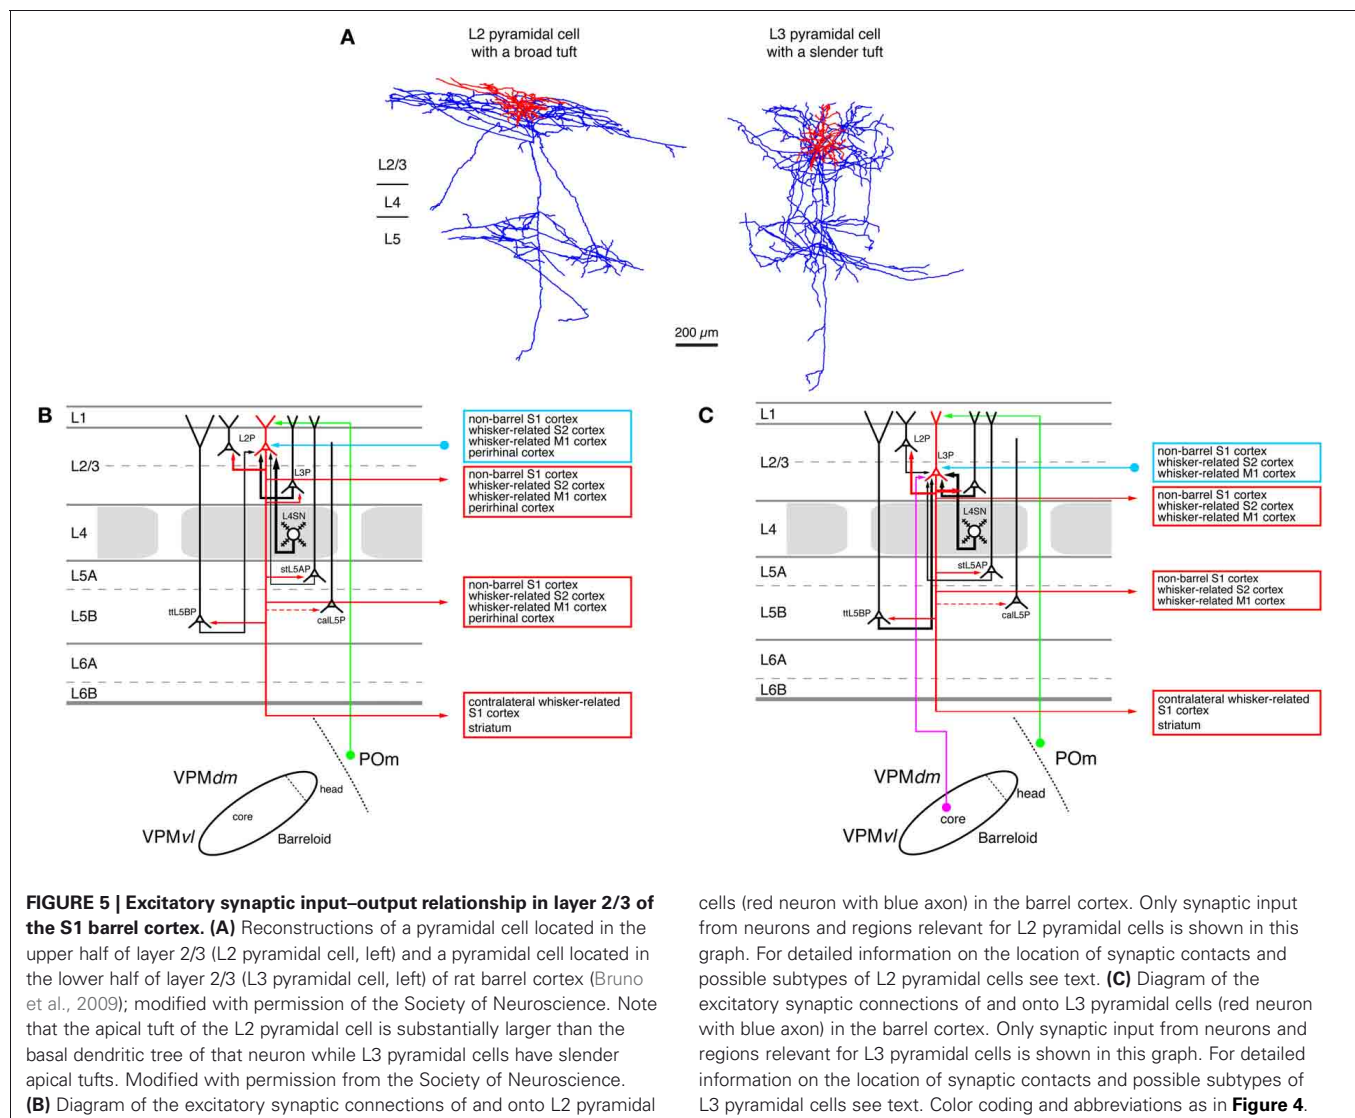 A
L2 pyramidal cell
with a broad tuft
L3 pyramidal cell
with a slender tuft
L2/3
L4
L5
200 µm
B
L1
L2/3
L4
L5A
L5B
L6A
L6B
L2P
L3P
L4SN
stL5AP
ttL5BP
calL5P
non-barrel S1 cortex
whisker-related S2 cortex
whisker-related M1 cortex
perirhinal cortex
non-barrel S1 cortex
whisker-related S2 cortex
whisker-related M1 cortex
perirhinal cortex
non-barrel S1 cortex
whisker-related S2 cortex
whisker-related M1 cortex
perirhinal cortex
contralateral whisker-related
S1 cortex
striatum
POm
VPMdm
head
core
VPMvl
Barreloid
C
L1
L2/3
L4
L5A
L5B
L6A
L6B
L2P
L3P
L4SN
stL5AP
ttL5BP
calL5P
non-barrel S1 cortex
whisker-related S2 cortex
whisker-related M1 cortex
non-barrel S1 cortex
whisker-related S2 cortex
whisker-related M1 cortex
non-barrel S1 cortex
whisker-related S2 cortex
whisker-related M1 cortex
contralateral whisker-related
S1 cortex
striatum
POm
VPMdm
head
core
VPMvl
Barreloid
FIGURE 5 | Excitatory synaptic input–output relationship in layer 2/3 of
the S1 barrel cortex. (A) Reconstructions of a pyramidal cell located in the
upper half of layer 2/3 (L2 pyramidal cell, left) and a pyramidal cell located in
the lower half of layer 2/3 (L3 pyramidal cell, left) of rat barrel cortex (Bruno
et al., 2009); modified with permission of the Society of Neuroscience. Note
that the apical tuft of the L2 pyramidal cell is substantially larger than the
basal dendritic tree of that neuron while L3 pyramidal cells have slender
apical tufts. Modified with permission from the Society of Neuroscience.
(B) Diagram of the excitatory synaptic connections of and onto L2 pyramidal
cells (red neuron with blue axon) in the barrel cortex. Only synaptic input
from neurons and regions relevant for L2 pyramidal cells is shown in this
graph. For detailed information on the location of synaptic contacts and
possible subtypes of L2 pyramidal cells see text. (C) Diagram of the
excitatory synaptic connections of and onto L3 pyramidal cells (red neuron
with blue axon) in the barrel cortex. Only synaptic input from neurons and
regions relevant for L3 pyramidal cells is shown in this graph. For detailed
information on the location of synaptic contacts and possible subtypes of
L3 pyramidal cells see text. Color coding and abbreviations as in Figure 4.